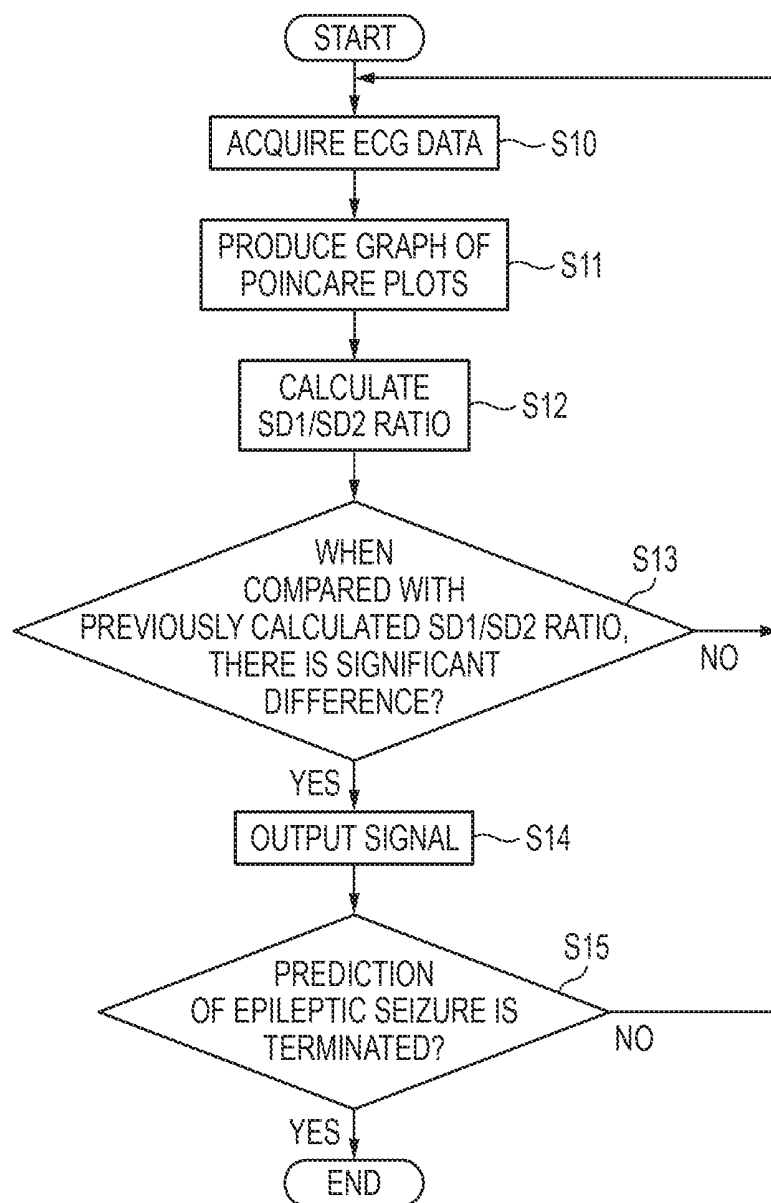 START
ACQUIRE ECG DATA
S10
PRODUCE GRAPH OF
POINCARE PLOTS
S11
CALCULATE
SD1/SD2 RATIO
S12
WHEN
COMPARED WITH
PREVIOUSLY CALCULATED SD1/SD2 RATIO,
THERE IS SIGNIFICANT
DIFFERENCE?
S13
NO
YES
OUTPUT SIGNAL
S14
PREDICTION
OF EPILEPTIC SEIZURE IS
TERMINATED?
S15
NO
YES
END